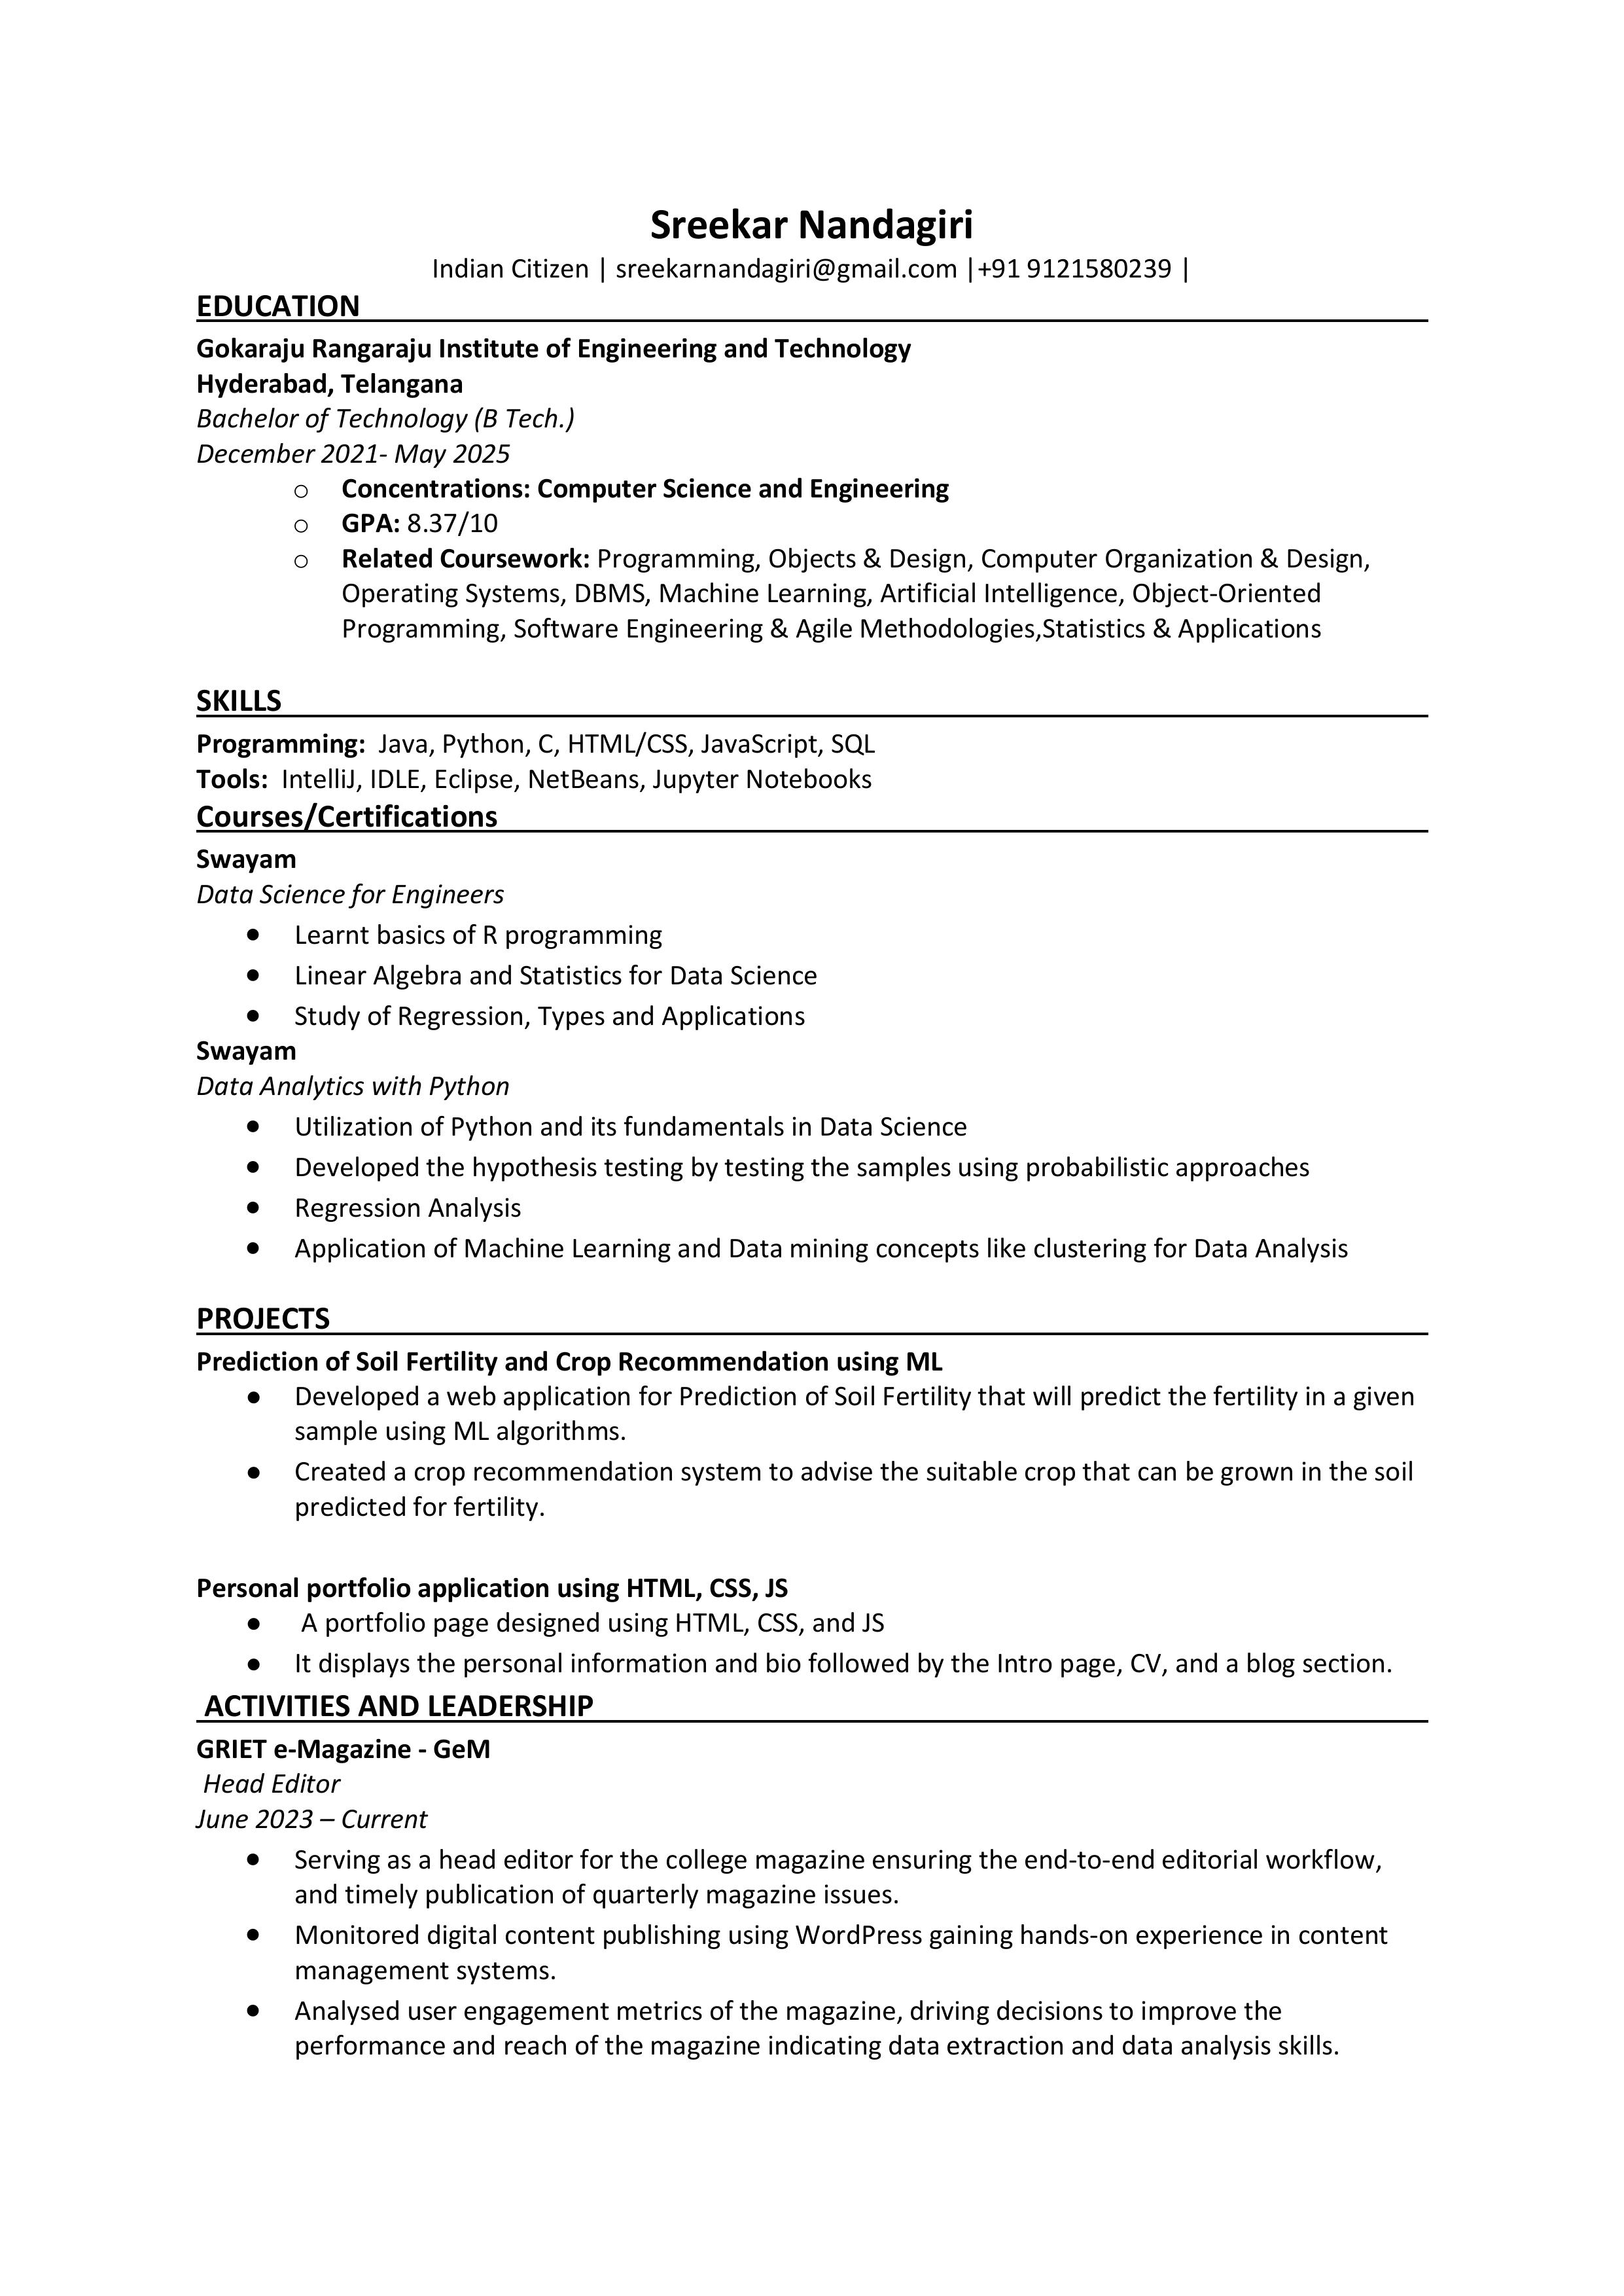 Sreekar Nandagiri
Indian Citizen | sreekarnandagiri@gmail.com |+91 9121580239 |
EDUCATION
Gokaraju Rangaraju Institute of Engineering and Technology
Hyderabad, Telangana
Bachelor of Technology (B Tech.)
December 2021- May 2025
○ Concentrations: Computer Science and Engineering
○ GPA: 8.37/10
○ Related Coursework: Programming, Objects & Design, Computer Organization & Design,
Operating Systems, DBMS, Machine Learning, Artificial Intelligence, Object-Oriented
Programming, Software Engineering & Agile Methodologies,Statistics & Applications
SKILLS
Programming: Java, Python, C, HTML/CSS, JavaScript, SQL
Tools: IntelliJ, IDLE, Eclipse, NetBeans, Jupyter Notebooks
Courses/Certifications
Swayam
Data Science for Engineers
● Learnt basics of R programming
● Linear Algebra and Statistics for Data Science
● Study of Regression, Types and Applications
Swayam
Data Analytics with Python
● Utilization of Python and its fundamentals in Data Science
● Developed the hypothesis testing by testing the samples using probabilistic approaches
● Regression Analysis
● Application of Machine Learning and Data mining concepts like clustering for Data Analysis
PROJECTS
Prediction of Soil Fertility and Crop Recommendation using ML
● Developed a web application for Prediction of Soil Fertility that will predict the fertility in a given
sample using ML algorithms.
● Created a crop recommendation system to advise the suitable crop that can be grown in the soil
predicted for fertility.
Personal portfolio application using HTML, CSS, JS
● A portfolio page designed using HTML, CSS, and JS
● It displays the personal information and bio followed by the Intro page, CV, and a blog section.
ACTIVITIES AND LEADERSHIP
GRIET e-Magazine - GeM
Head Editor
June 2023 – Current
● Serving as a head editor for the college magazine ensuring the end-to-end editorial workflow,
and timely publication of quarterly magazine issues.
● Monitored digital content publishing using WordPress gaining hands-on experience in content
management systems.
● Analysed user engagement metrics of the magazine, driving decisions to improve the
performance and reach of the magazine indicating data extraction and data analysis skills.